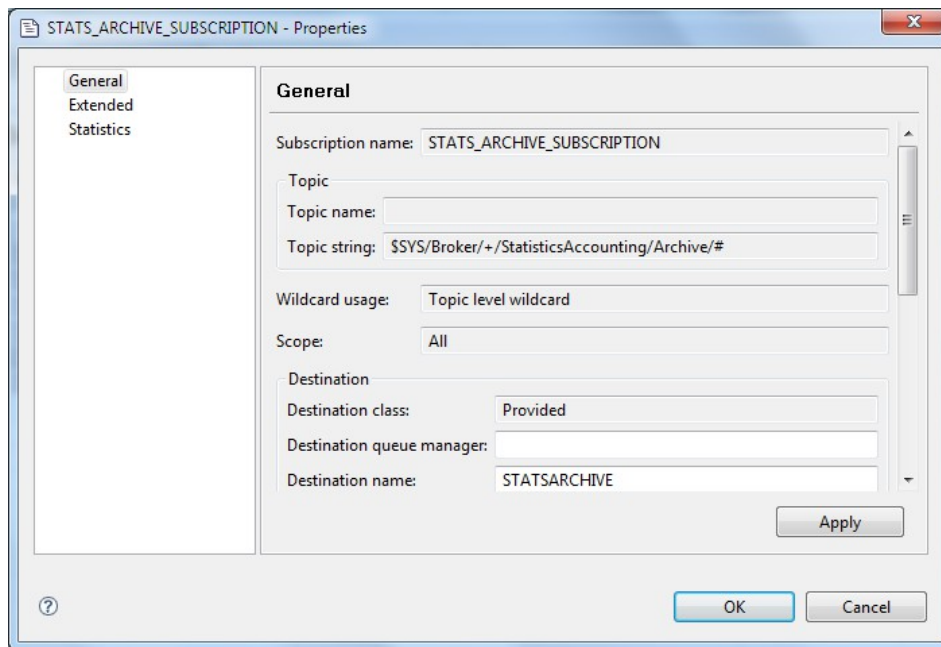 STATS_ARCHIVE_SUBSCRIPTION - Properties
General
Extended
Statistics
General
Subscription name: STATS_ARCHIVE_SUBSCRIPTION
Topic
Topic name:
Topic string: $SYS/Broker/+/StatisticsAccounting/Archive/#
Wildcard usage: Topic level wildcard
Scope: All
Destination
Destination class: Provided
Destination queue manager:
Destination name: STATSARCHIVE
Apply
OK Cancel